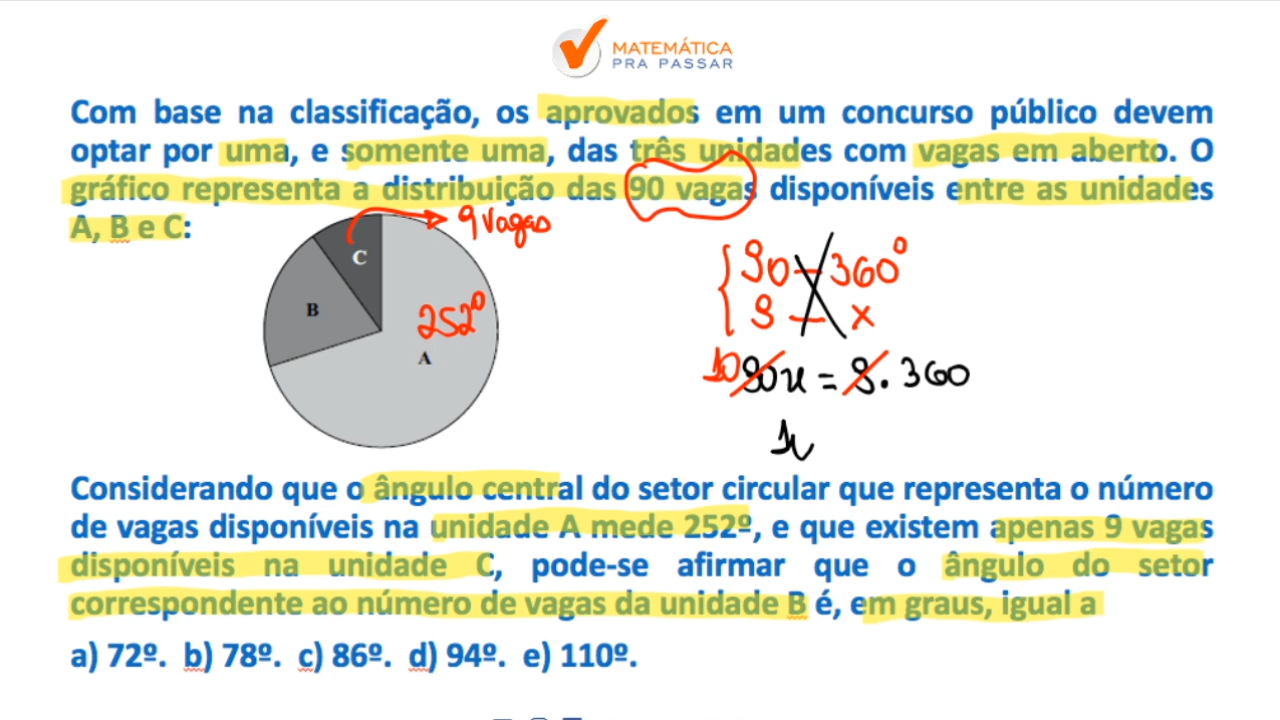 MATEMÁTICA
PRA PASSAR
Com base na classificação, os aprovados em um concurso público devem
optar por uma, e somente uma, das três unidades com vagas em aberto. O
gráfico representa a distribuição das 90 vagas disponíveis entre as unidades
A, B e C:
9 vagas
C
B
252º
A
90 – 360º
9 – x
10
90x = 9.360
x
Considerando que o ângulo central do setor circular que representa o número
de vagas disponíveis na unidade A mede 252º, e que existem apenas 9 vagas
disponíveis na unidade C, pode-se afirmar que o ângulo do setor
correspondente ao número de vagas da unidade B é, em graus, igual a
a) 72º. b) 78º. c) 86º. d) 94º. e) 110º.